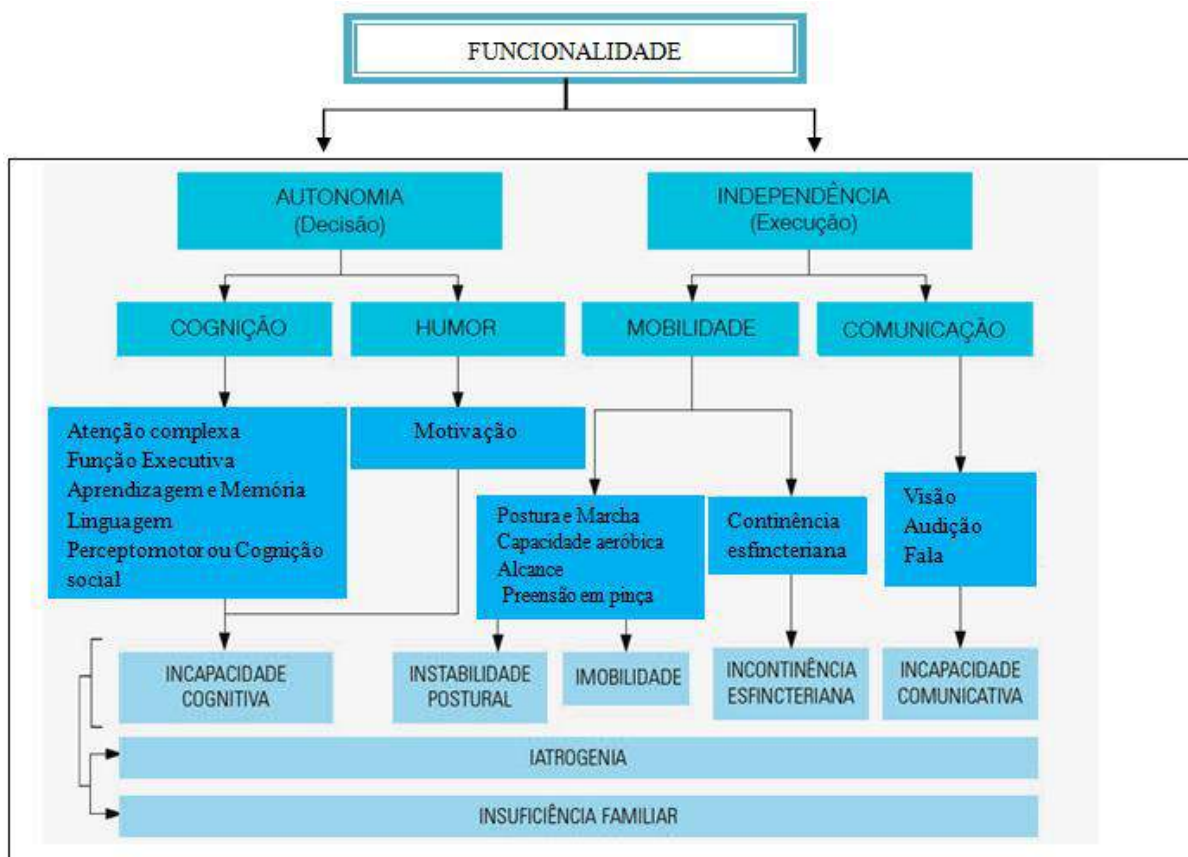 FUNCIONALIDADE
AUTONOMIA
(Decisão)
INDEPENDÊNCIA
(Execução)
COGNIÇÃO
HUMOR
MOBILIDADE
COMUNICAÇÃO
Atenção complexa
Função Executiva
Aprendizagem e Memória
Linguagem
Perceptomotor ou Cognição
social
Motivação
Postura e Marcha
Capacidade aeróbica
Alcance
Preensão em pinça
Continência
esfincteriana
Visão
Audição
Fala
INCAPACIDADE
COGNITIVA
INSTABILIDADE
POSTURAL
IMOBILIDADE
INCONTINÊNCIA
ESFINCTERIANA
INCAPACIDADE
COMUNICATIVA
IATROGENIA
INSUFICIÊNCIA FAMILIAR